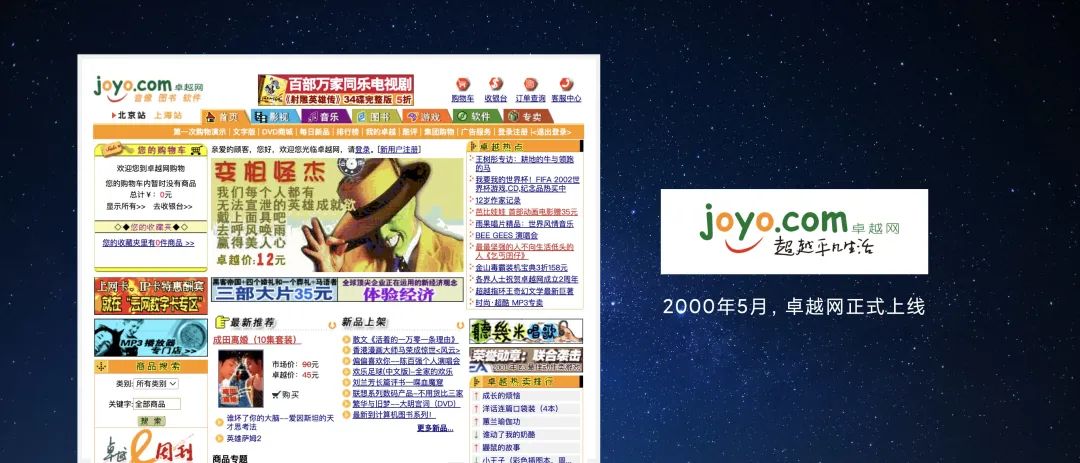 joyo.com 卓越网
音像 图书 软件
百部万家同乐电视剧
《射雕英雄传》34碟完整版 5折
购物车 收银台 订单查询 客服中心
北京站 上海站
首页 影视 音乐 图书 游戏 软件 专卖
第一次购物演示 | 文字版 | DVD商城 | 每日新品 | 排行榜 | 我的卓越 | 酷评 | 集团购物 | 广告服务 | 登录注册 |<退出登录>
您的购物车
欢迎您到卓越网购物
您的购物车内暂时没有商品
总计￥：0元
显示所有>> 去收银台>>
◇◆您的收藏夹◆◇
您的收藏夹里有0件商品 >>
上网卡、IP卡特惠酬宾
就在“云网数字卡专区”
MP3播放器
专门店 >>
商品搜索
类别: 所有类别
关键字: 全部商品
搜索
卓越e周刊
亲爱的顾客，您好，欢迎您光临卓越网，请登录。[新用户注册]
变相怪杰
我们每个人都有
无法宣泄的英雄成就欲
戴上面具吧
去呼风唤雨
赢得美人心
卓越价:12元
黑客帝国+四个婚礼和一个葬礼+马语者
三部大片35元
全球顶尖企业正在运用的新经济观念
体验经济
最新推荐
成田离婚（10集套装）
市场价：90元
卓越价：45元
购买
谁坏了你的大脑——爱因斯坦的天才思考法
英雄萨姆2
商品专题
新品上架
散文《活着的一万零一条理由》
香港漫画大师马荣成惊世<风云>
偏偏喜欢你——陈百强个人演唱会
欢乐足球(中文版)-全家的欢乐
刘兰芳长篇评书--喋血魔窟
联想系列数码产品-不用货比三家
繁华与旧梦——大明宫词（DVD）
最新到计算机图书系列！
更多新品...
卓越热点
王树彤专访：耕地的牛与领跑的马
我要我的世界杯！FIFA 2002世界杯游戏,CD,纪念品热买中
12岁作家记录
芭比娃娃 首部动画电影赚35元
雨果唱片精品：世界风情音乐
BEE GEES 演唱会
最最坚强的人不向生活低头的人《乞丐囝仔》
金山毒霸装机宝典3折158元
各界人士祝贺卓越网成立2周年
超越指环王奇幻文学最新巨著
时尚·超酷 MP3专卖
听几米唱歌
荣誉勋章：联合袭击
卓越热卖排行
成长的烦恼
洋话连篇口袋装（4本）
蕙兰瑜伽功
谁动了我的奶酪
鼹鼠的故事
小王子（彩色插图本、周...
joyo.com 卓越网
超越平凡生活
2000年5月，卓越网正式上线